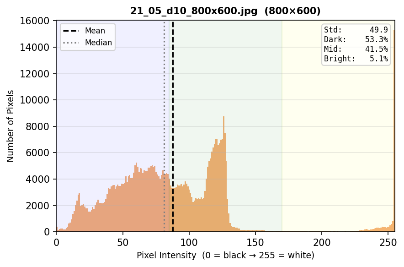 21_05_d10_800x600.jpg  (800×600)
Mean
Median
Std: 49.9
Dark: 53.3%
Mid: 41.5%
Bright: 5.1%
Number of Pixels
16000
14000
12000
10000
8000
6000
4000
2000
0
0 50 100 150 200 250
Pixel Intensity  (0 = black → 255 = white)